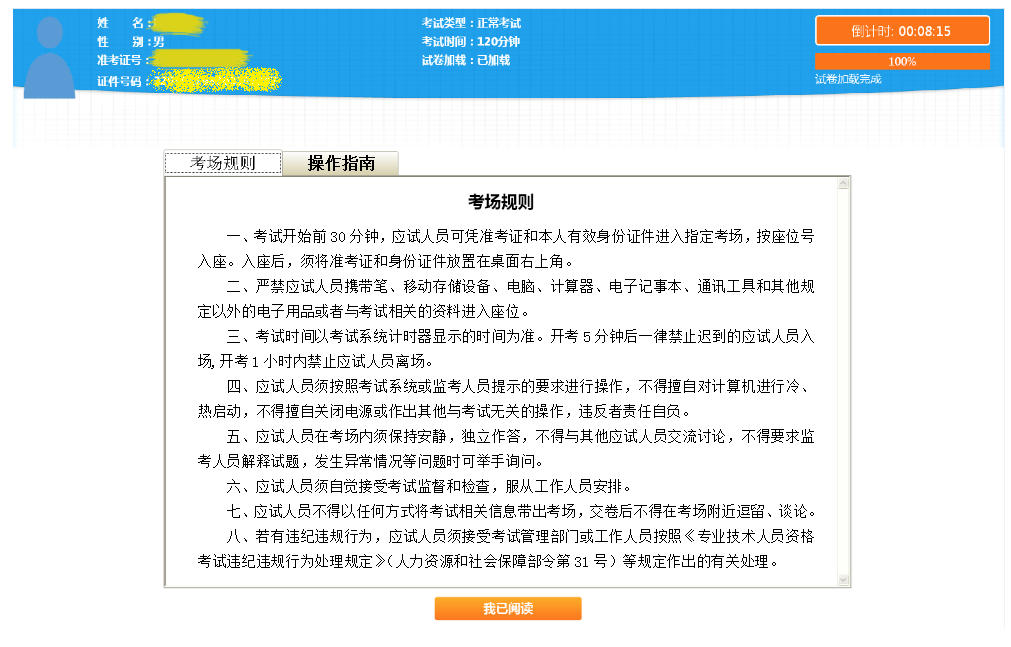 姓 名：
性 别：男
准考证号：
证件号码：
考试类型：正常考试
考试时间：120分钟
试卷加载：已加载
倒计时: 00:08:15
100%
试卷加载完成
考场规则 操作指南
考场规则
一、考试开始前 30 分钟，应试人员可凭准考证和本人有效身份证件进入指定考场，按座位号
入座。入座后，须将准考证和身份证件放置在桌面右上角。
二、严禁应试人员携带笔、移动存储设备、电脑、计算器、电子记事本、通讯工具和其他规
定以外的电子用品或者与考试相关的资料进入座位。
三、考试时间以考试系统计时器显示的时间为准。开考 5 分钟后一律禁止迟到的应试人员入
场, 开考 1 小时内禁止应试人员离场。
四、应试人员须按照考试系统或监考人员提示的要求进行操作，不得擅自对计算机进行冷、
热启动，不得擅自关闭电源或作出其他与考试无关的操作，违反者责任自负。
五、应试人员在考场内须保持安静，独立作答，不得与其他应试人员交流讨论，不得要求监
考人员解释试题，发生异常情况等问题时可举手询问。
六、应试人员须自觉接受考试监督和检查，服从工作人员安排。
七、应试人员不得以任何方式将考试相关信息带出考场，交卷后不得在考场附近逗留、谈论。
八、若有违纪违规行为，应试人员须接受考试管理部门或工作人员按照《专业技术人员资格
考试违纪违规行为处理规定》（人力资源和社会保障部令第 31 号）等规定作出的有关处理。
我已阅读